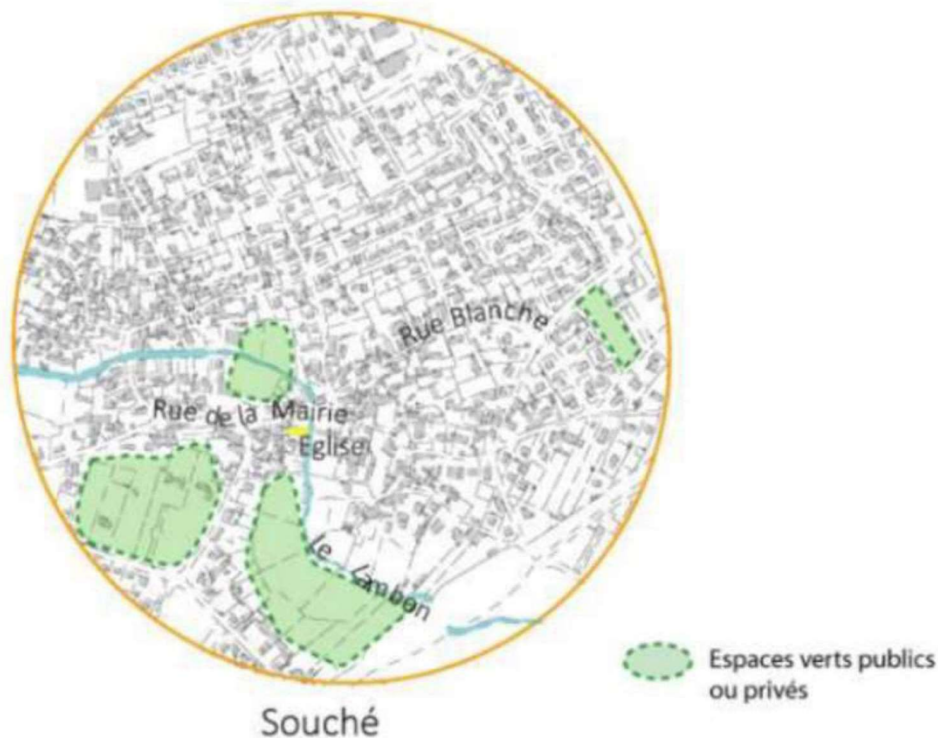 Rue Blanche
Rue de la Mairie
Eglise
le Lambon
Espaces verts publics
ou privés
Souché